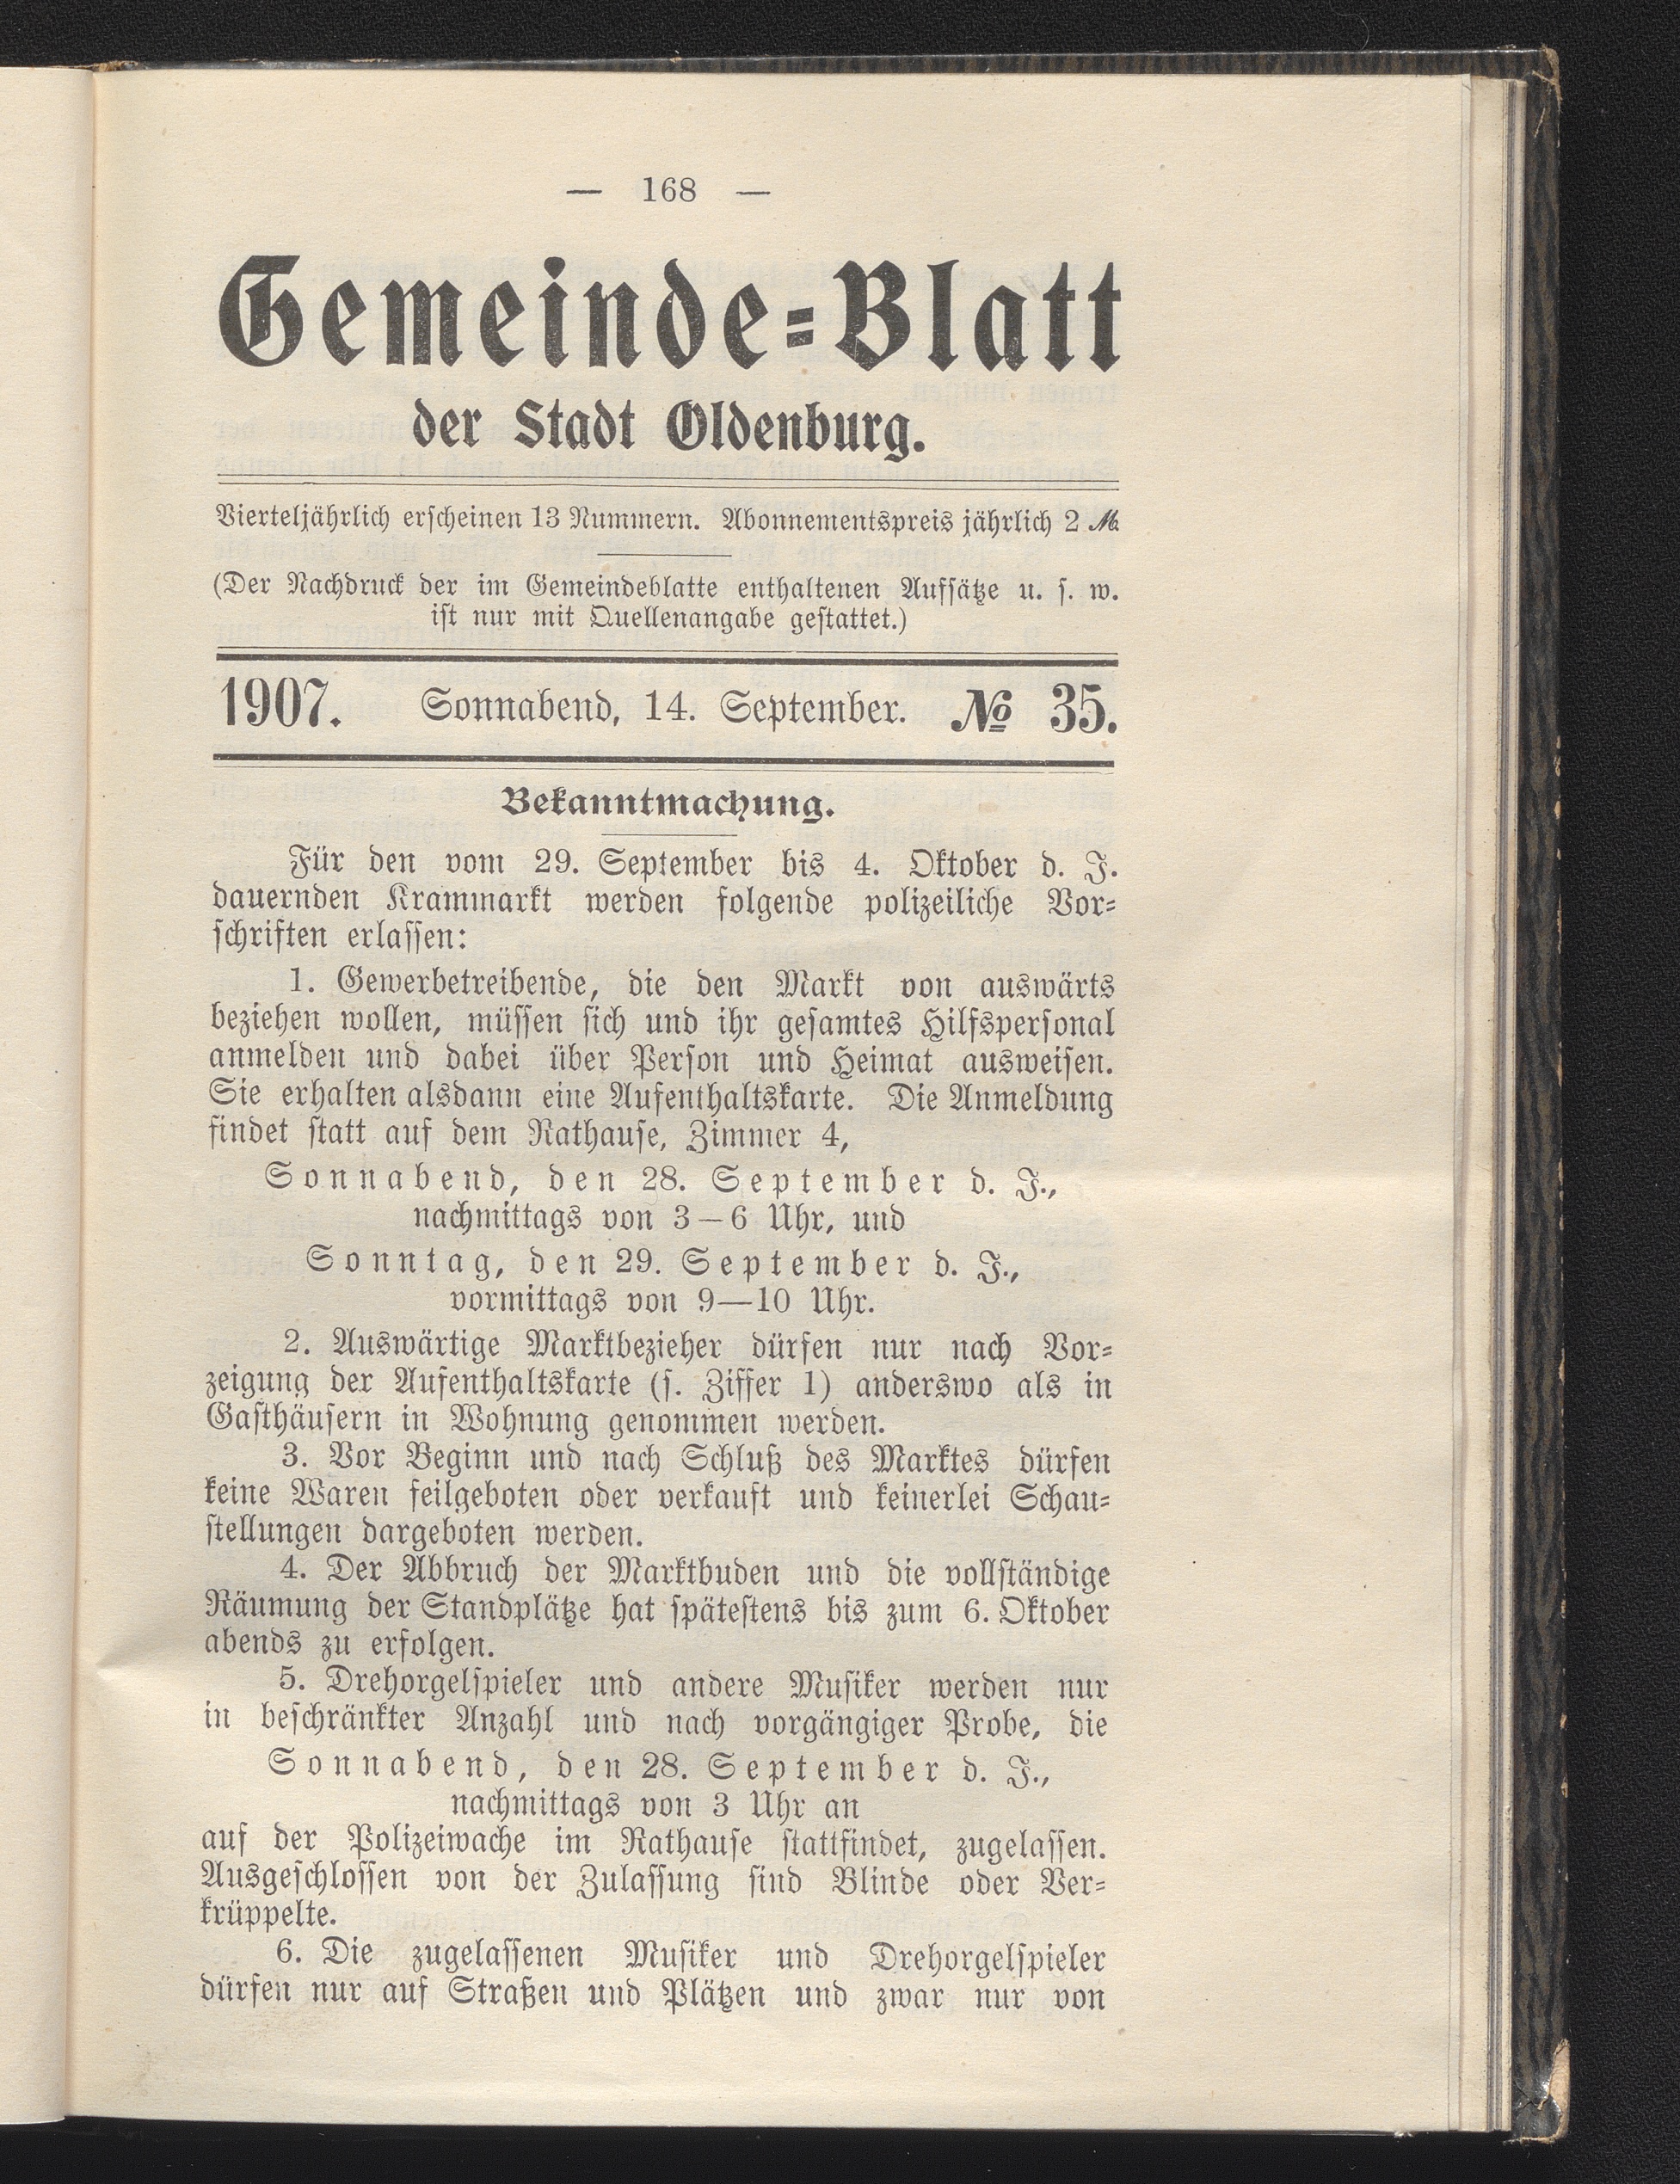 — 168 —
Gemeinde-Blatt
der Stadt Oldenburg.
Vierteljährlich erscheinen 13 Nummern. Abonnementspreis jährlich 2 ℳ
(Der Nachdruck der im Gemeindeblatte enthaltenen Aufsätze u. s. w.
ist nur mit Quellenangabe gestattet.)
1907. Sonnabend, 14. September. № 35.
Bekanntmachung.
Für den vom 29. September bis 4. Oktober d. J.
dauernden Krammarkt werden folgende polizeiliche Vor-
schriften erlassen:
1. Gewerbetreibende, die den Markt von auswärts
beziehen wollen, müssen sich und ihr gesamtes Hilfspersonal
anmelden und dabei über Person und Heimat ausweisen.
Sie erhalten alsdann eine Aufenthaltskarte. Die Anmeldung
findet statt auf dem Rathause, Zimmer 4,
Sonnabend, den 28. September d. J.,
nachmittags von 3–6 Uhr, und
Sonntag, den 29. September d. J.,
vormittags von 9—10 Uhr.
2. Auswärtige Marktbezieher dürfen nur nach Vor-
zeigung der Aufenthaltskarte (s. Ziffer 1) anderswo als in
Gasthäusern in Wohnung genommen werden.
3. Vor Beginn und nach Schluß des Marktes dürfen
keine Waren feilgeboten oder verkauft und keinerlei Schau-
stellungen dargeboten werden.
4. Der Abbruch der Marktbuden und die vollständige
Räumung der Standplätze hat spätestens bis zum 6. Oktober
abends zu erfolgen.
5. Drehorgelspieler und andere Musiker werden nur
in beschränkter Anzahl und nach vorgängiger Probe, die
Sonnabend, den 28. September d. J.,
nachmittags von 3 Uhr an
auf der Polizeiwache im Rathause stattfindet, zugelassen.
Ausgeschlossen von der Zulassung sind Blinde oder Ver-
krüppelte.
6. Die zugelassenen Musiker und Drehorgelspieler
dürfen nur auf Straßen und Plätzen und zwar nur von